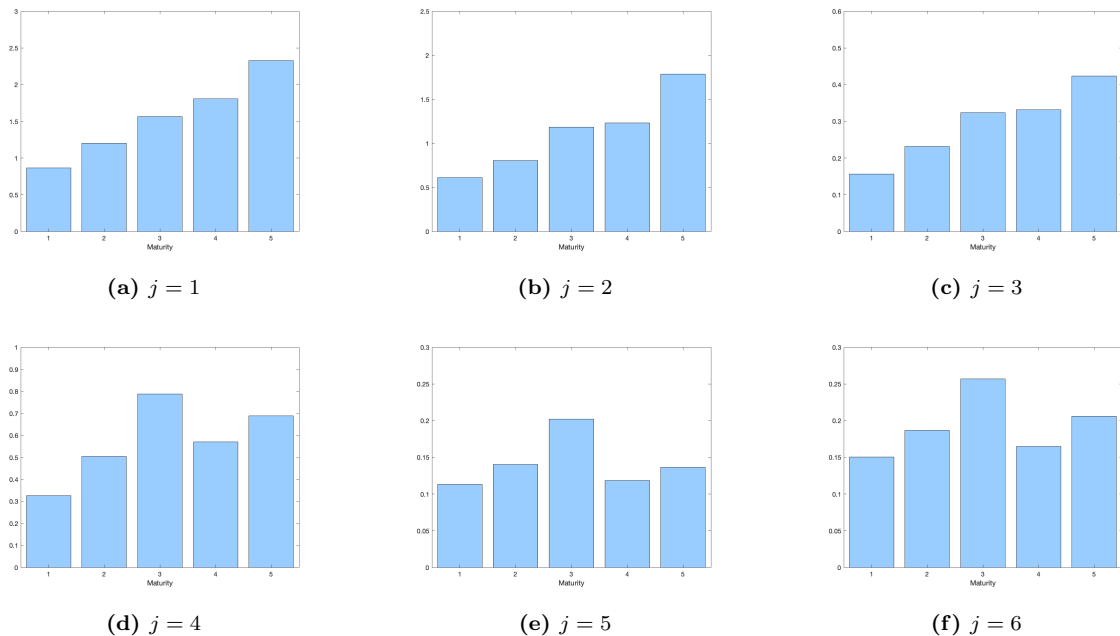 3
2.5
2
1.5
1
0.5
0
1 2 3 4 5
Maturity
(a) j = 1
2.5
2
1.5
1
0.5
0
1 2 3 4 5
Maturity
(b) j = 2
0.6
0.5
0.4
0.3
0.2
0.1
0
1 2 3 4 5
Maturity
(c) j = 3
1
0.9
0.8
0.7
0.6
0.5
0.4
0.3
0.2
0.1
0
1 2 3 4 5
Maturity
(d) j = 4
0.3
0.25
0.2
0.15
0.1
0.05
0
1 2 3 4 5
Maturity
(e) j = 5
0.3
0.25
0.2
0.15
0.1
0.05
0
1 2 3 4 5
Maturity
(f) j = 6